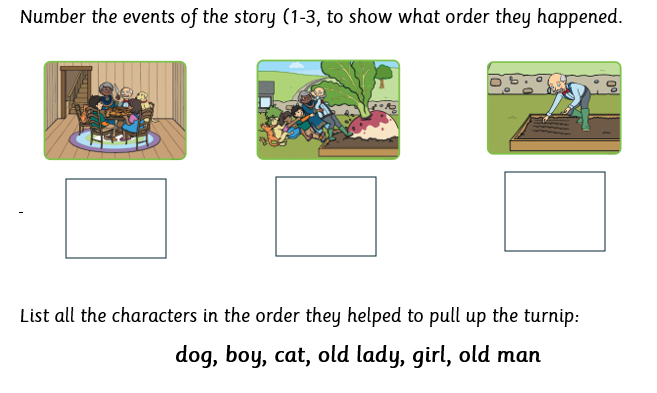 Number the events of the story (1-3, to show what order they happened.
-
List all the characters in the order they helped to pull up the turnip:
dog, boy, cat, old lady, girl, old man